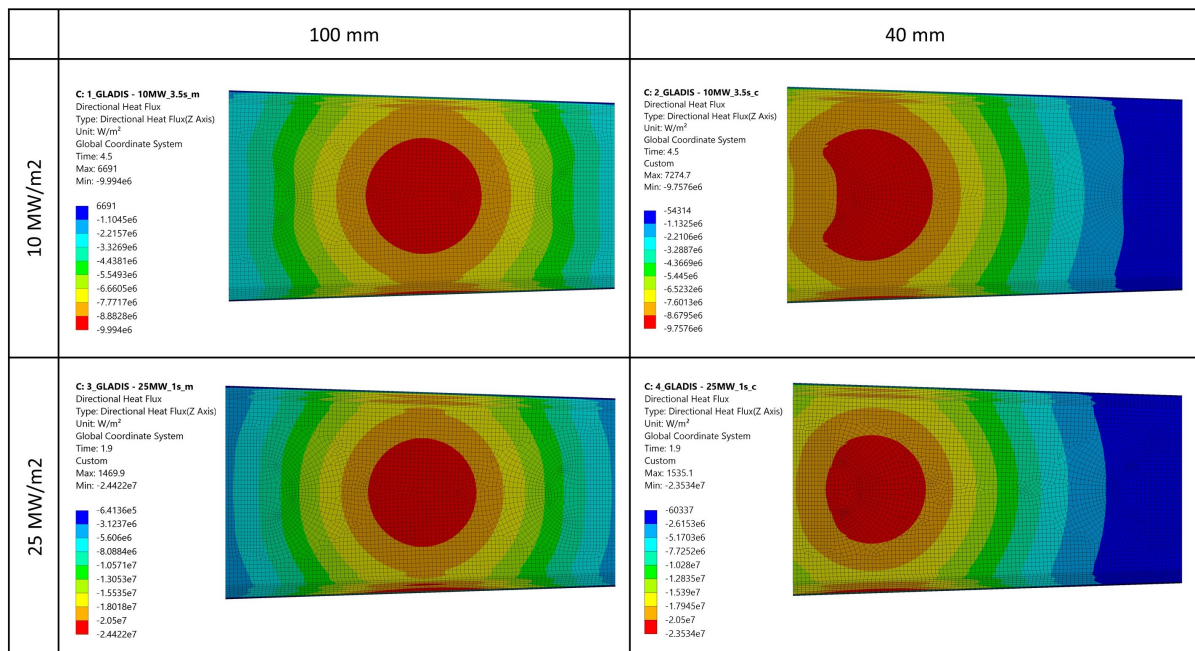 100 mm
40 mm
10 MW/m2
C: 1_GLADIS - 10MW_3.5s_m
Directional Heat Flux
Type: Directional Heat Flux(Z Axis)
Unit: W/m²
Global Coordinate System
Time: 4.5
Max: 6691
Min: -9.994e6
6691
-1.1045e6
-2.2157e6
-3.3269e6
-4.4381e6
-5.5493e6
-6.6605e6
-7.7717e6
-8.8828e6
-9.994e6
C: 2_GLADIS - 10MW_3.5s_c
Directional Heat Flux
Type: Directional Heat Flux(Z Axis)
Unit: W/m²
Global Coordinate System
Time: 4.5
Custom
Max: 7274.7
Min: -9.7576e6
-54314
-1.1325e6
-2.2106e6
-3.2887e6
-4.3669e6
-5.445e6
-6.5232e6
-7.6013e6
-8.6795e6
-9.7576e6
25 MW/m2
C: 3_GLADIS - 25MW_1s_m
Directional Heat Flux
Type: Directional Heat Flux(Z Axis)
Unit: W/m²
Global Coordinate System
Time: 1.9
Custom
Max: 1469.9
Min: -2.4422e7
-6.4136e5
-3.1237e6
-5.606e6
-8.0884e6
-1.0571e7
-1.3053e7
-1.5535e7
-1.8018e7
-2.05e7
-2.4422e7
C: 4_GLADIS - 25MW_1s_c
Directional Heat Flux
Type: Directional Heat Flux(Z Axis)
Unit: W/m²
Global Coordinate System
Time: 1.9
Custom
Max: 1535.1
Min: -2.3534e7
-60337
-2.6153e6
-5.1703e6
-7.7252e6
-1.028e7
-1.2835e7
-1.539e7
-1.7945e7
-2.05e7
-2.3534e7